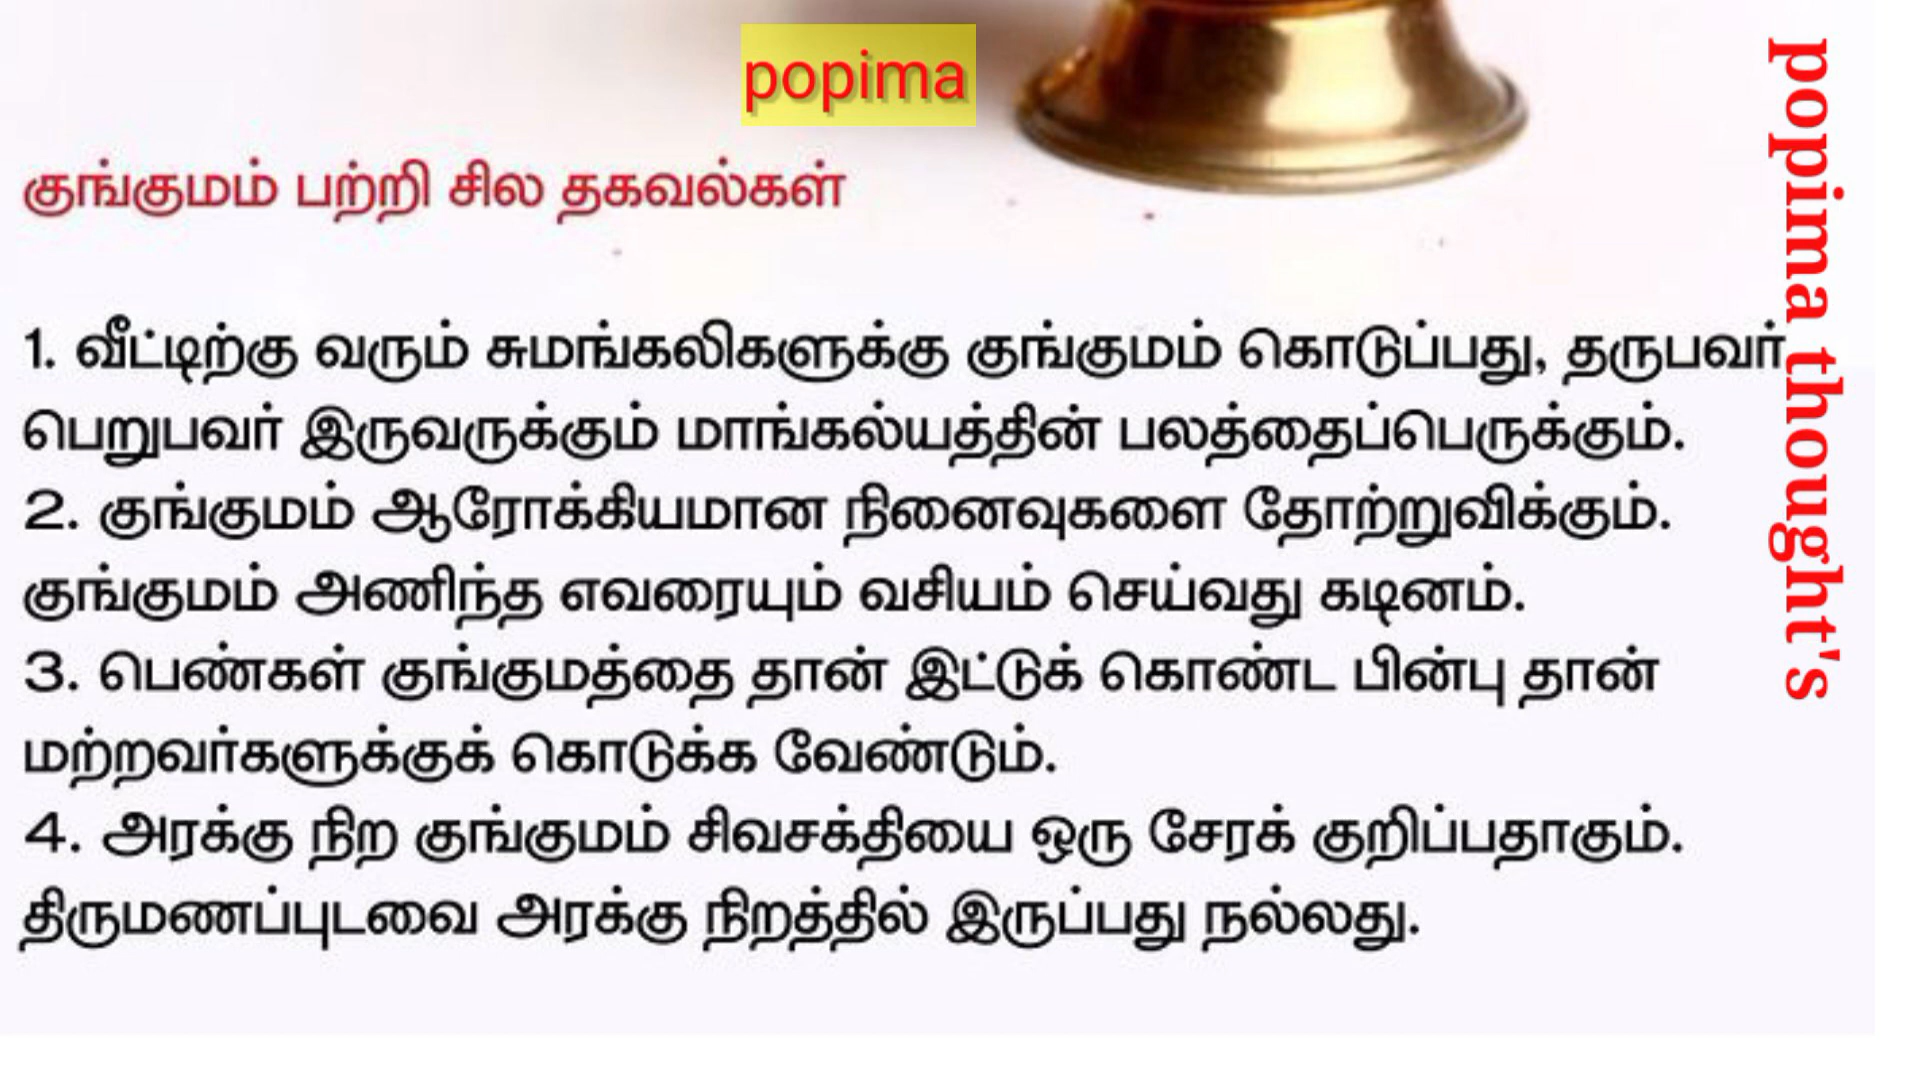 popima
குங்குமம் பற்றி சில தகவல்கள்
1. வீட்டிற்கு வரும் சுமங்கலிகளுக்கு குங்குமம் கொடுப்பது, தருபவர்
பெறுபவர் இருவருக்கும் மாங்கல்யத்தின் பலத்தைப்பெருக்கும்.
2. குங்குமம் ஆரோக்கியமான நினைவுகளை தோற்றுவிக்கும்.
குங்குமம் அணிந்த எவரையும் வசியம் செய்வது கடினம்.
3. பெண்கள் குங்குமத்தை தான் இட்டுக் கொண்ட பின்பு தான்
மற்றவர்களுக்குக் கொடுக்க வேண்டும்.
4. அரக்கு நிற குங்குமம் சிவசக்தியை ஒரு சேரக் குறிப்பதாகும்.
திருமணப்புடவை அரக்கு நிறத்தில் இருப்பது நல்லது.
popima thought's